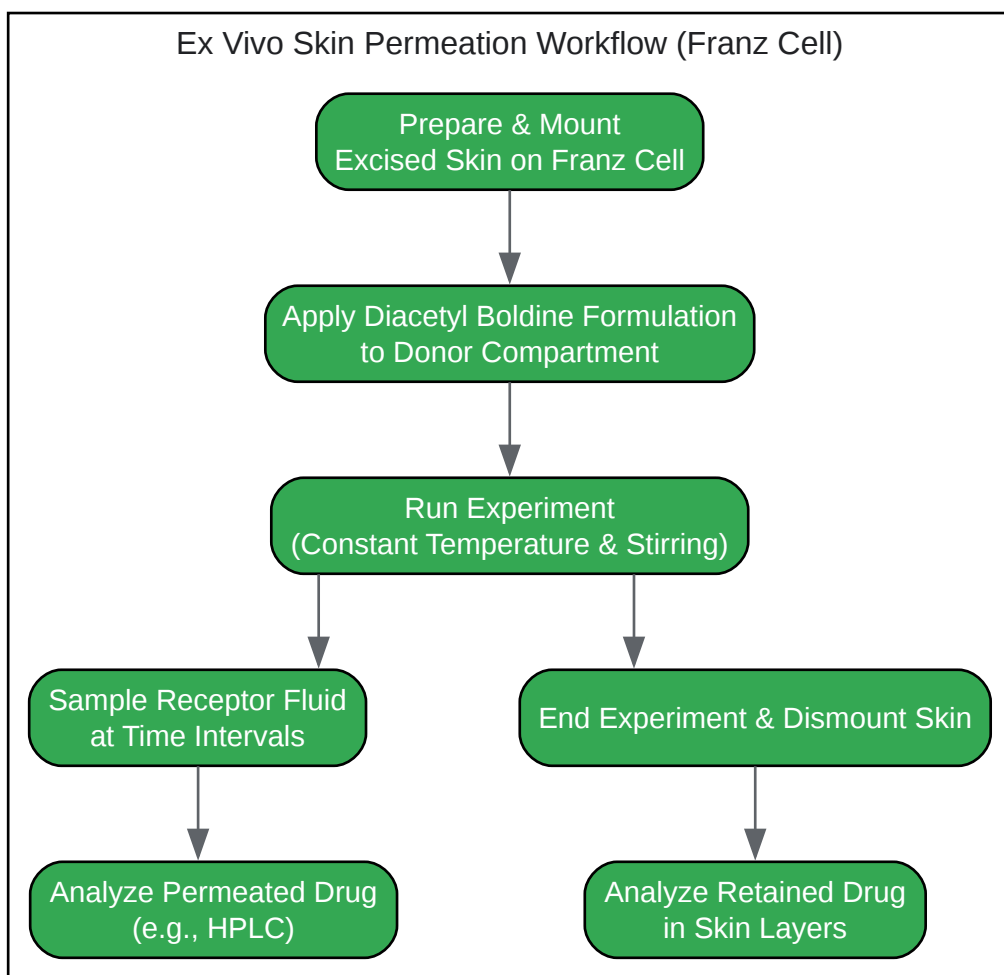 Ex Vivo Skin Permeation Workflow (Franz Cell)
Prepare & Mount
Excised Skin on Franz Cell
Apply Diacetyl Boldine Formulation
to Donor Compartment
Run Experiment
(Constant Temperature & Stirring)
Sample Receptor Fluid
at Time Intervals
End Experiment & Dismount Skin
Analyze Permeated Drug
(e.g., HPLC)
Analyze Retained Drug
in Skin Layers